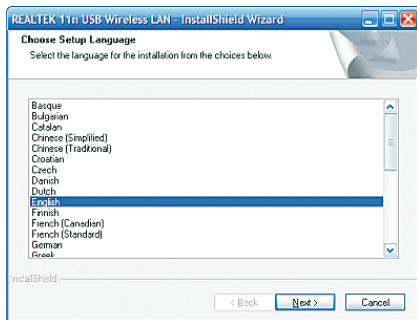 REALTEK 11n USB Wireless LAN - InstallShield Wizard
Choose Setup Language
Select the language for the installation from the choices below.
Basque
Bulgarian
Catalan
Chinese (Simplified)
Chinese (Traditional)
Croatian
Czech
Danish
Dutch
English
Finnish
French (Canadian)
French (Standard)
German
Greek
InstallShield
< Back
Next >
Cancel